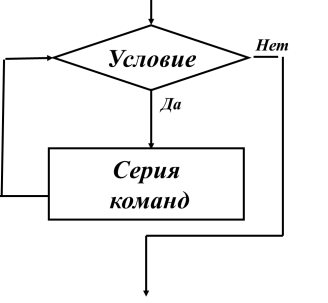 Нет
Условие
Да
Серия
команд